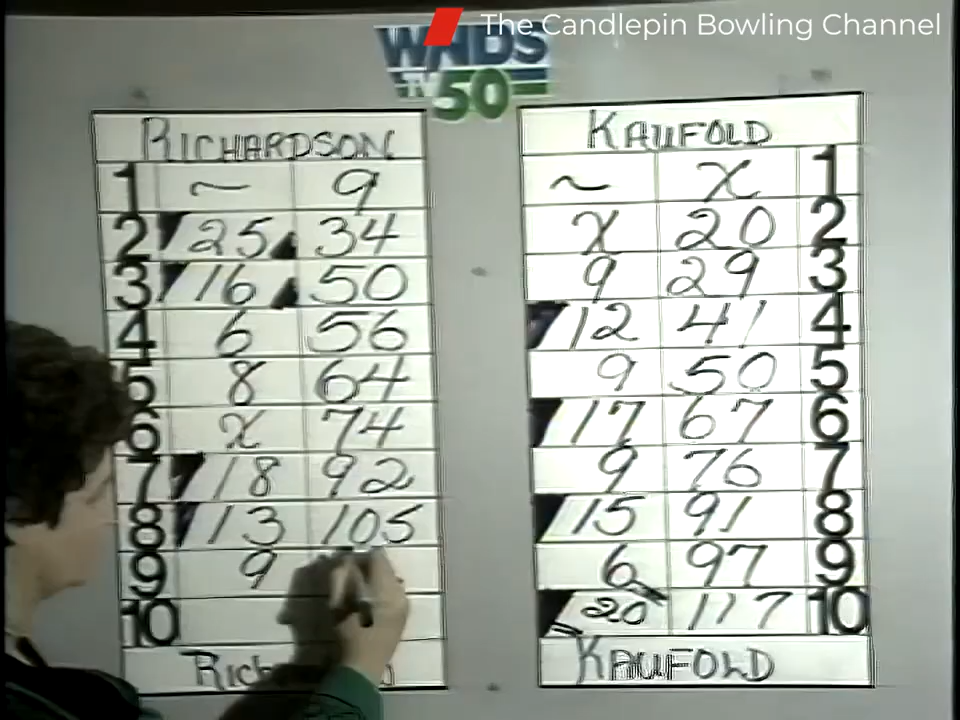 The Candlepin Bowling Channel
WNDS
TV 50
RICHARDSON
1 ~ 9
2 25 34
3 16 50
4 6 56
5 8 64
6 X 74
7 18 92
8 13 105
9 9
10
KAUFOLD
~ X 1
X 20 2
9 29 3
12 41 4
9 50 5
17 67 6
9 76 7
15 91 8
6 97 9
20 117 10
KAUFOLD